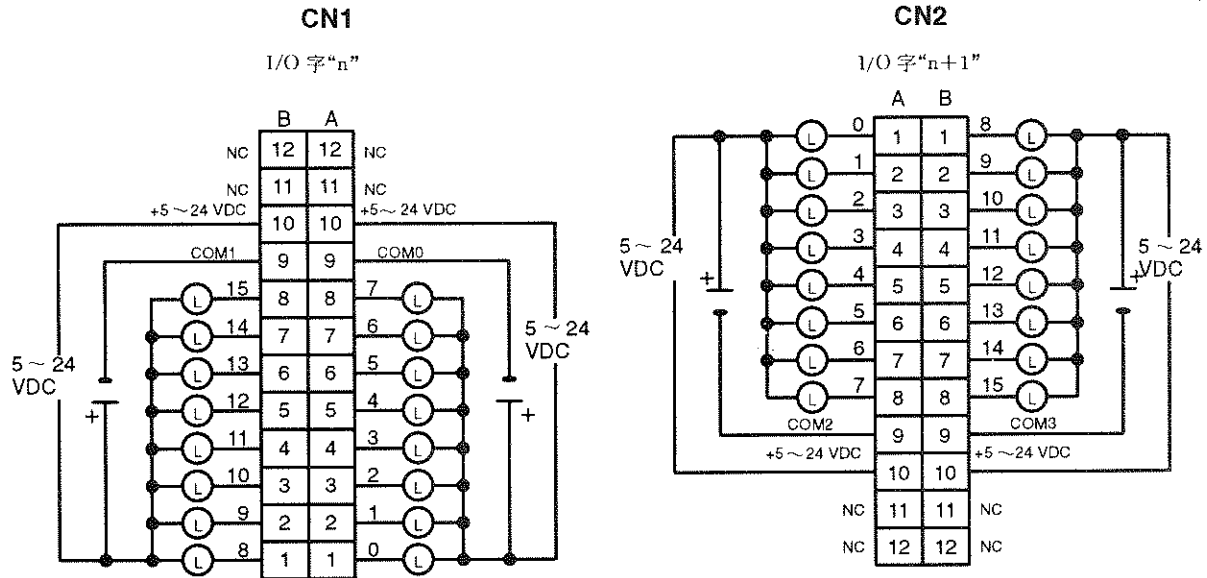 CN1
I/O 字“n”
B A
NC 12 12 NC
NC 11 11 NC
+5～24 VDC 10 10 +5～24 VDC
COM1 9 9 COM0
L 15 8 8 7 L
L 14 7 7 6 L
L 13 6 6 5 L
L 12 5 5 4 L
L 11 4 4 3 L
L 10 3 3 2 L
L 9 2 2 1 L
L 8 1 1 0 L
5～24
VDC
+
5～24
VDC
+
CN2
I/O 字“n+1”
A B
L 0 1 1 8 L
L 1 2 2 9 L
L 2 3 3 10 L
L 3 4 4 11 L
L 4 5 5 12 L
L 5 6 6 13 L
L 6 7 7 14 L
L 7 8 8 15 L
COM2 9 9 COM3
+5～24 VDC 10 10 +5～24 VDC
NC 11 11 NC
NC 12 12 NC
5～24
VDC
+
5～24
VDC
+